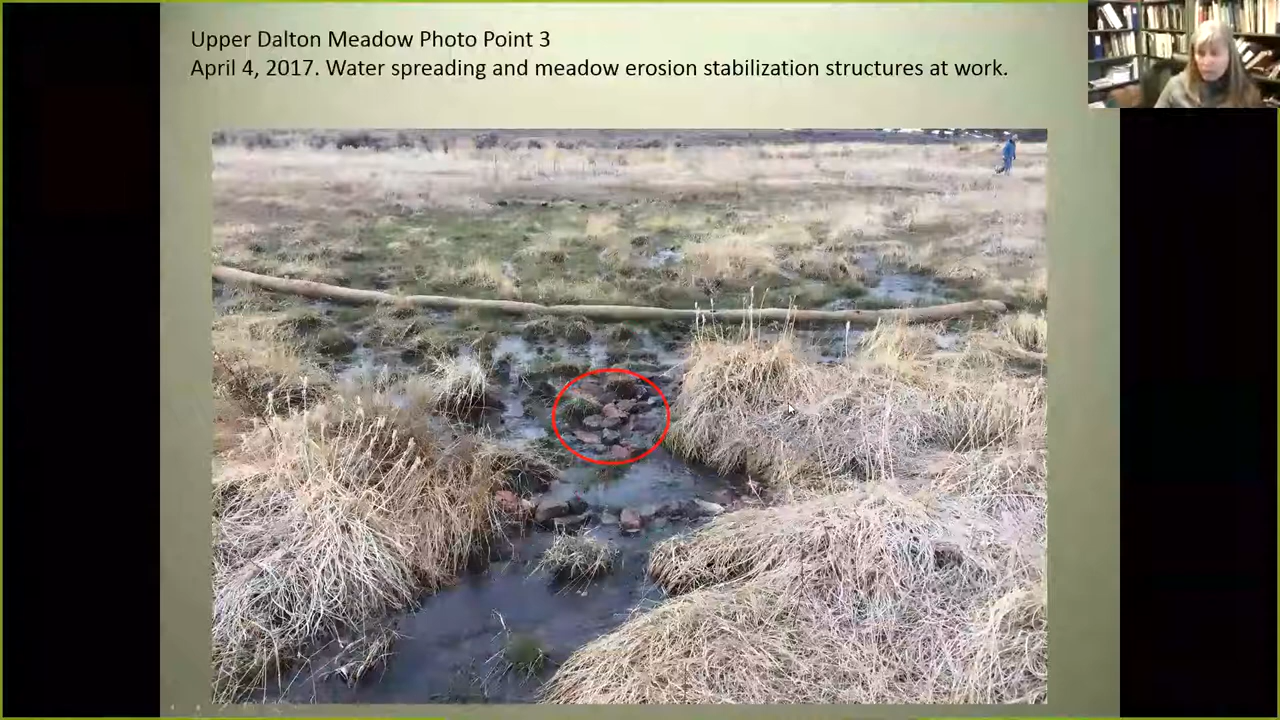 Upper Dalton Meadow Photo Point 3
April 4, 2017. Water spreading and meadow erosion stabilization structures at work.